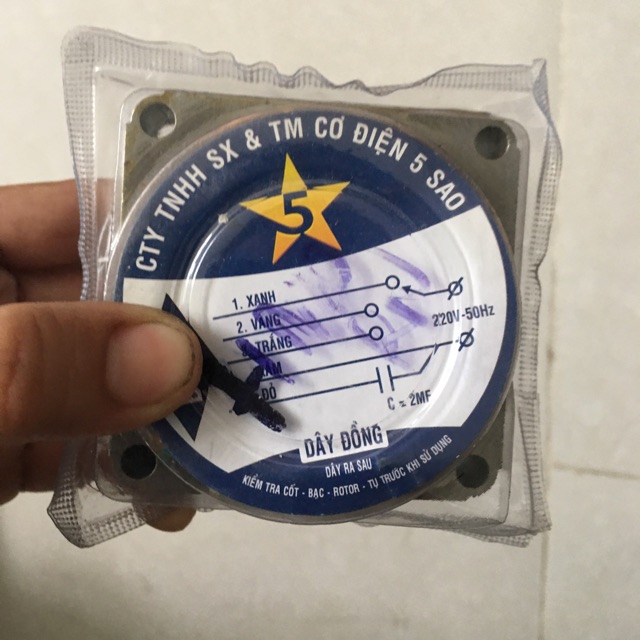 CTY TNHH SX & TM CƠ ĐIỆN 5 SAO
5
1. XANH
2. VÀNG
TRẮNG
220V-50Hz
ĐỎ
C = 2MF
DÂY ĐỒNG
DÂY RA SAU
KIỂM TRA CỐT - BẠC - ROTOR - TỤ TRƯỚC KHI SỬ DỤNG